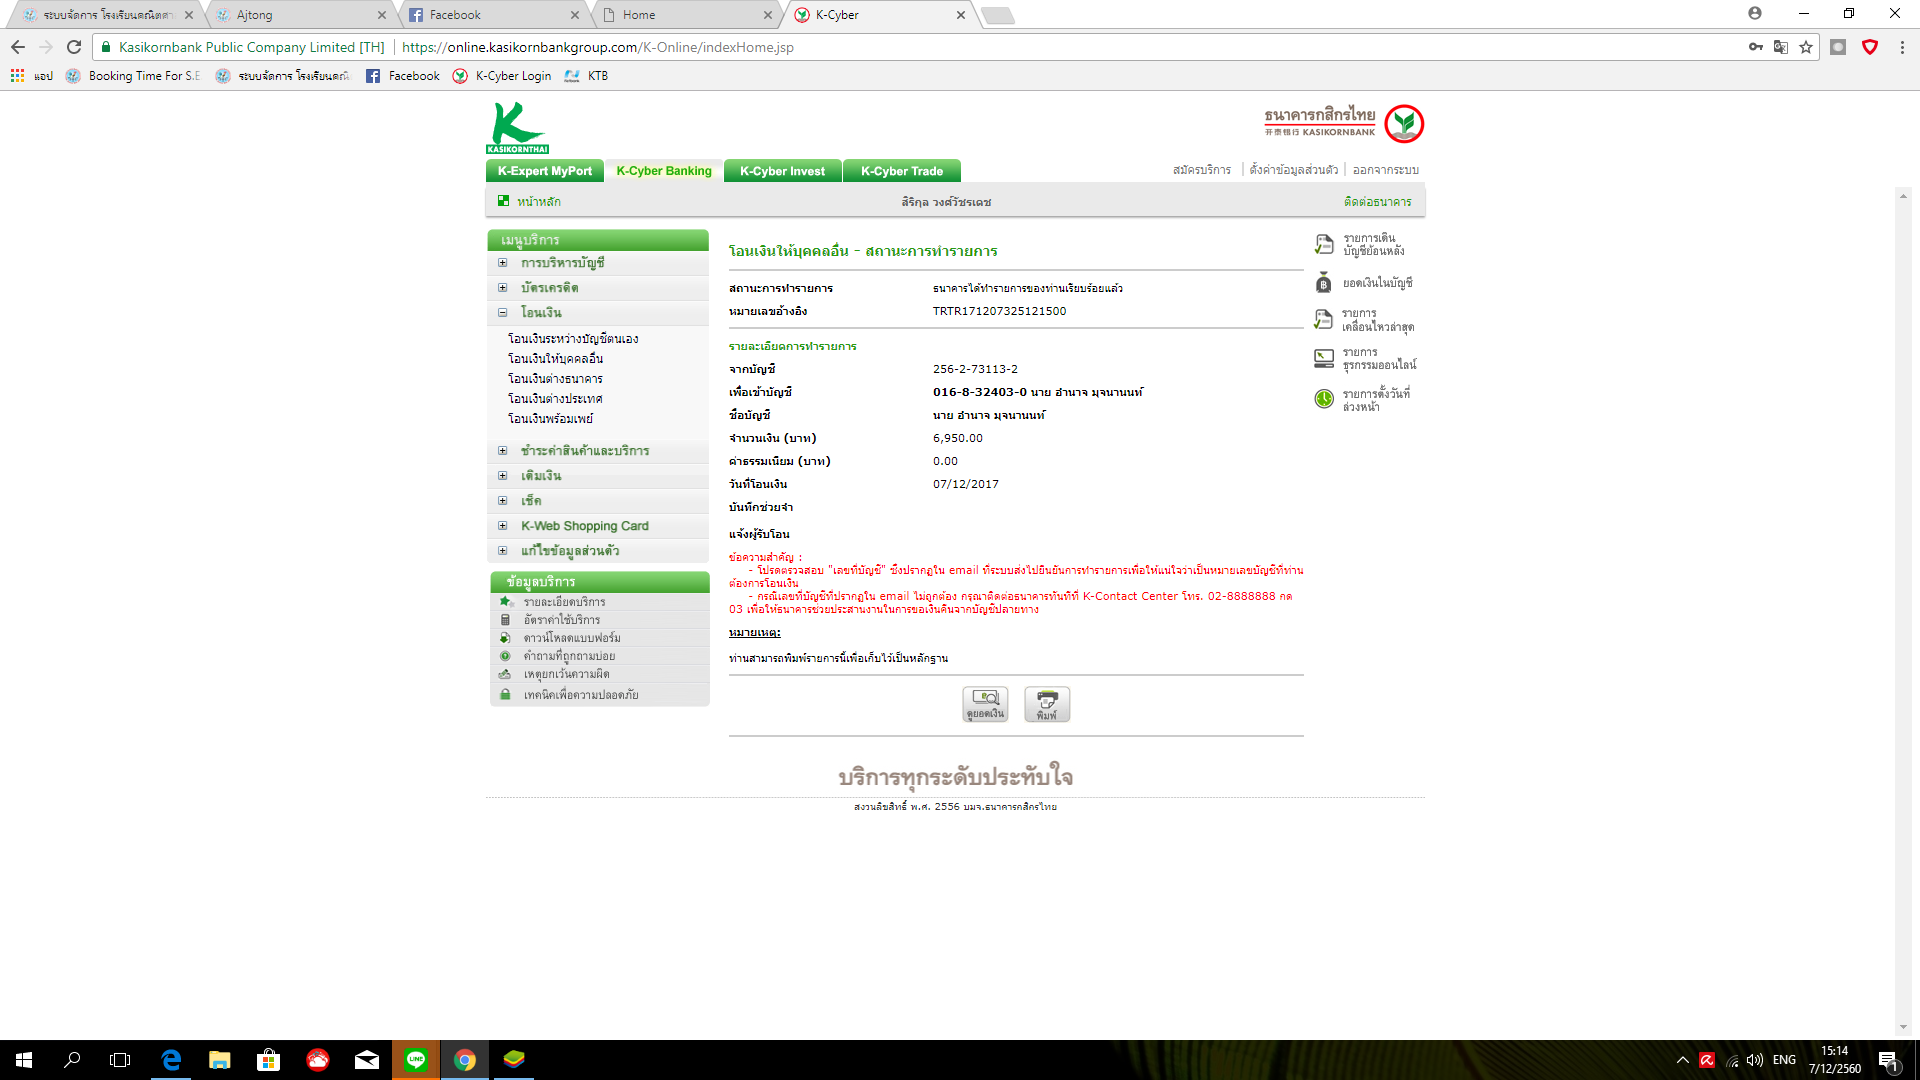 ระบบจัดการ โรงเรียนคณิตศา
Ajtong
Facebook
Home
K-Cyber
Kasikornbank Public Company Limited [TH]
https://online.kasikornbankgroup.com/K-Online/indexHome.jsp
แอป
Booking Time For S.E
ระบบจัดการ โรงเรียนคณิ
Facebook
K-Cyber Login
KTB
KASIKORNTHAI
ธนาคารกสิกรไทย
开泰银行 KASIKORNBANK
K-Expert MyPort
K-Cyber Banking
K-Cyber Invest
K-Cyber Trade
สมัครบริการ
ตั้งค่าข้อมูลส่วนตัว
ออกจากระบบ
หน้าหลัก
สิริกุล วงศ์วัชรเดช
ติดต่อธนาคาร
เมนูบริการ
การบริหารบัญชี
บัตรเครดิต
โอนเงิน
โอนเงินระหว่างบัญชีตนเอง
โอนเงินให้บุคคลอื่น
โอนเงินต่างธนาคาร
โอนเงินต่างประเทศ
โอนเงินพร้อมเพย์
ชำระค่าสินค้าและบริการ
เติมเงิน
เช็ค
K-Web Shopping Card
แก้ไขข้อมูลส่วนตัว
ข้อมูลบริการ
รายละเอียดบริการ
อัตราค่าใช้บริการ
ดาวน์โหลดแบบฟอร์ม
คำถามที่ถูกถามบ่อย
เหตุยกเว้นความผิด
เทคนิคเพื่อความปลอดภัย
โอนเงินให้บุคคลอื่น - สถานะการทำรายการ
สถานะการทำรายการ
ธนาคารได้ทำรายการของท่านเรียบร้อยแล้ว
หมายเลขอ้างอิง
TRTR171207325121500
รายละเอียดการทำรายการ
จากบัญชี
256-2-73113-2
เพื่อเข้าบัญชี
016-8-32403-0 นาย อำนาจ มุจนานนท์
ชื่อบัญชี
นาย อำนาจ มุจนานนท์
จำนวนเงิน (บาท)
6,950.00
ค่าธรรมเนียม (บาท)
0.00
วันที่โอนเงิน
07/12/2017
บันทึกช่วยจำ
แจ้งผู้รับโอน
ข้อความสำคัญ :
- โปรดตรวจสอบ "เลขที่บัญชี" ซึ่งปรากฏใน email ที่ระบบส่งไปยืนยันการทำรายการเพื่อให้แน่ใจว่าเป็นหมายเลขบัญชีที่ท่าน
ต้องการโอนเงิน
- กรณีเลขที่บัญชีที่ปรากฏใน email ไม่ถูกต้อง กรุณาติดต่อธนาคารทันทีที่ K-Contact Center โทร. 02-8888888 กด
03 เพื่อให้ธนาคารช่วยประสานงานในการขอเงินคืนจากบัญชีปลายทาง
หมายเหตุ:
ท่านสามารถพิมพ์รายการนี้เพื่อเก็บไว้เป็นหลักฐาน
ดูยอดเงิน
พิมพ์
รายการเดิน
บัญชีย้อนหลัง
ยอดเงินในบัญชี
รายการ
เคลื่อนไหวล่าสุด
รายการ
ธุรกรรมออนไลน์
รายการตั้งวันที่
ล่วงหน้า
บริการทุกระดับประทับใจ
สงวนลิขสิทธิ์ พ.ศ. 2556 บมจ.ธนาคารกสิกรไทย
LINE
ENG
15:14
7/12/2560
1